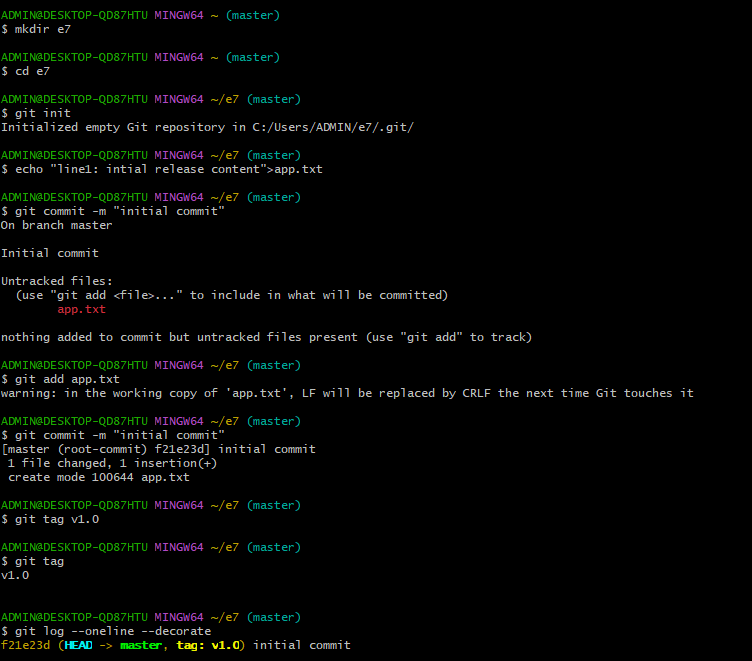 ADMIN@DESKTOP-QD87HTU MINGW64 ~ (master)
$ mkdir e7
ADMIN@DESKTOP-QD87HTU MINGW64 ~ (master)
$ cd e7
ADMIN@DESKTOP-QD87HTU MINGW64 ~/e7 (master)
$ git init
Initialized empty Git repository in C:/Users/ADMIN/e7/.git/
ADMIN@DESKTOP-QD87HTU MINGW64 ~/e7 (master)
$ echo "line1: intial release content">app.txt
ADMIN@DESKTOP-QD87HTU MINGW64 ~/e7 (master)
$ git commit -m "initial commit"
On branch master
Initial commit
Untracked files:
  (use "git add <file>..." to include in what will be committed)
        app.txt
nothing added to commit but untracked files present (use "git add" to track)
ADMIN@DESKTOP-QD87HTU MINGW64 ~/e7 (master)
$ git add app.txt
warning: in the working copy of 'app.txt', LF will be replaced by CRLF the next time Git touches it
ADMIN@DESKTOP-QD87HTU MINGW64 ~/e7 (master)
$ git commit -m "initial commit"
[master (root-commit) f21e23d] initial commit
 1 file changed, 1 insertion(+)
 create mode 100644 app.txt
ADMIN@DESKTOP-QD87HTU MINGW64 ~/e7 (master)
$ git tag v1.0
ADMIN@DESKTOP-QD87HTU MINGW64 ~/e7 (master)
$ git tag
v1.0
ADMIN@DESKTOP-QD87HTU MINGW64 ~/e7 (master)
$ git log --oneline --decorate
f21e23d (HEAD -> master, tag: v1.0) initial commit